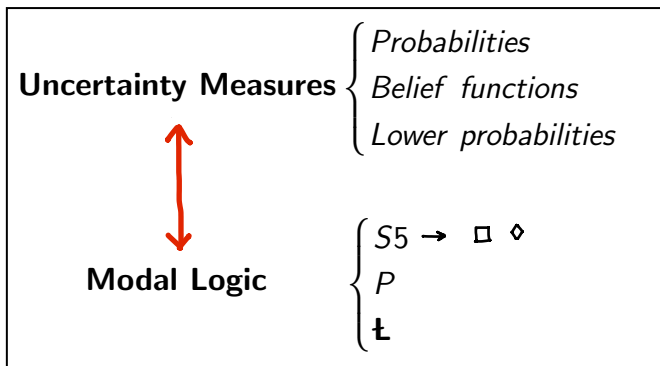 Uncertainty Measures
Probabilities
Belief functions
Lower probabilities
Modal Logic
S5 → □ ◇
P
Ł